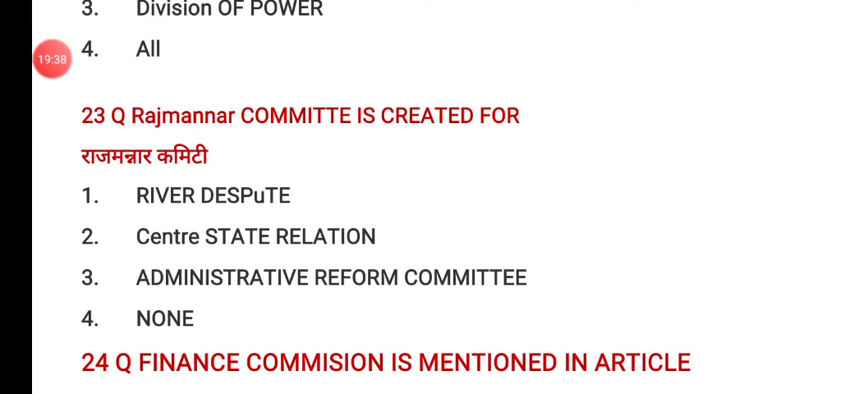 3. Division OF POWER
19:38
4. All
23 Q Rajmannar COMMITTE IS CREATED FOR
राजमन्नार कमिटी
1. RIVER DESPuTE
2. Centre STATE RELATION
3. ADMINISTRATIVE REFORM COMMITTEE
4. NONE
24 Q FINANCE COMMISION IS MENTIONED IN ARTICLE